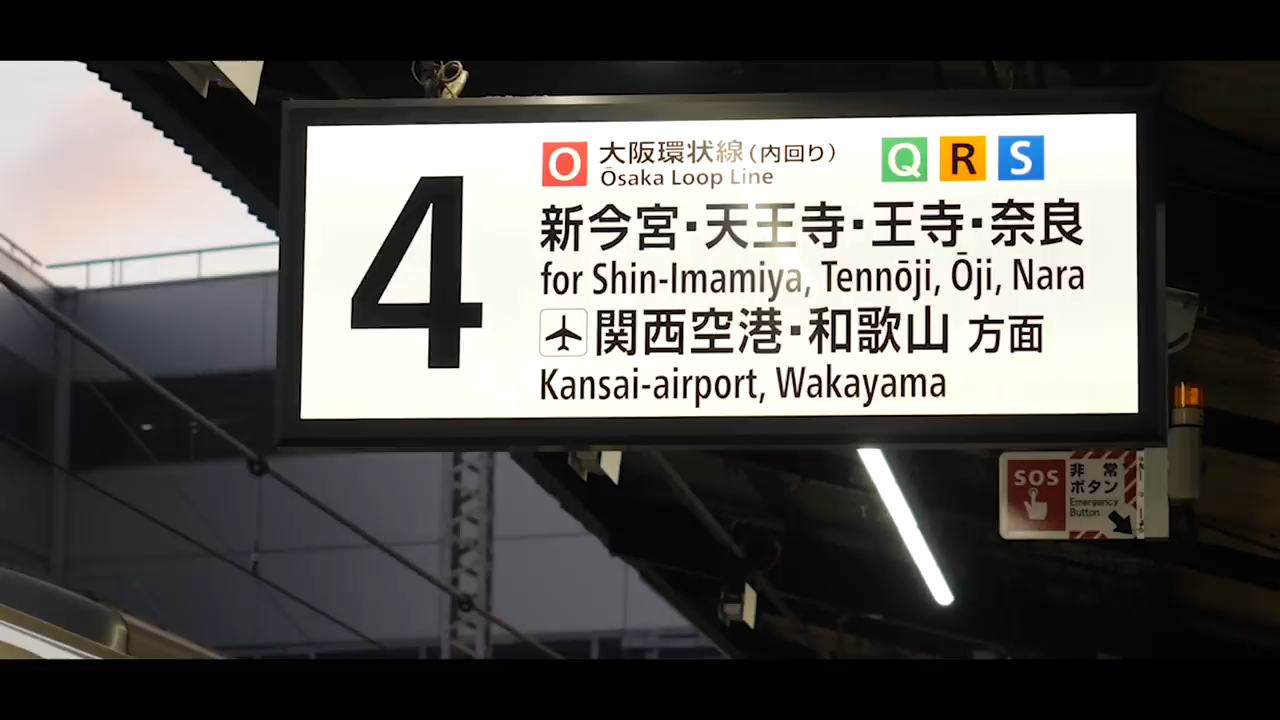 4
O 大阪環状線(内回り) Q R S
Ōsaka Loop Line
新今宮・天王寺・王寺・奈良
for Shin-Imamiya, Tennōji, Ōji, Nara
関西空港・和歌山 方面
Kansai-airport, Wakayama
SOS 非常
ボタン
Emergency
Button